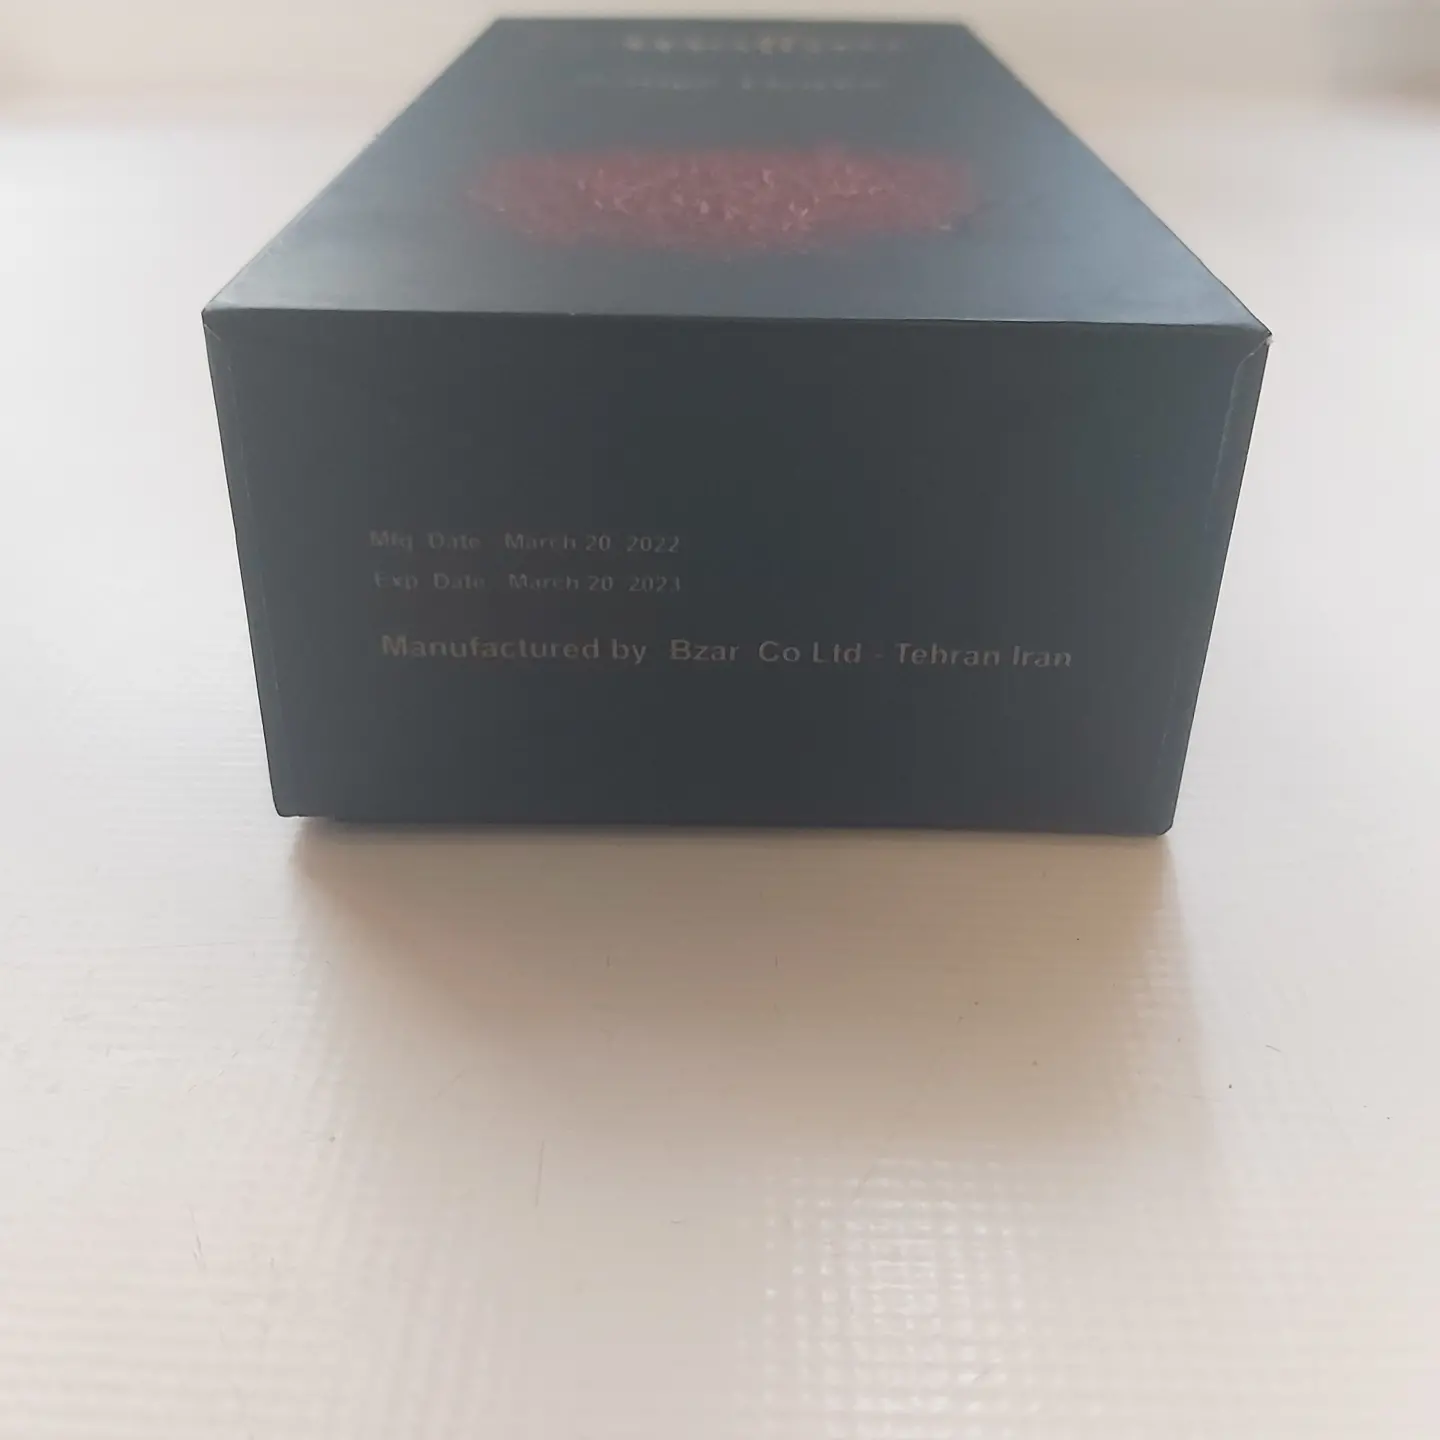 Mfg Date : March 20 2022
Exp Date : March 20 2023
Manufactured by Bzar Co Ltd - Tehran Iran